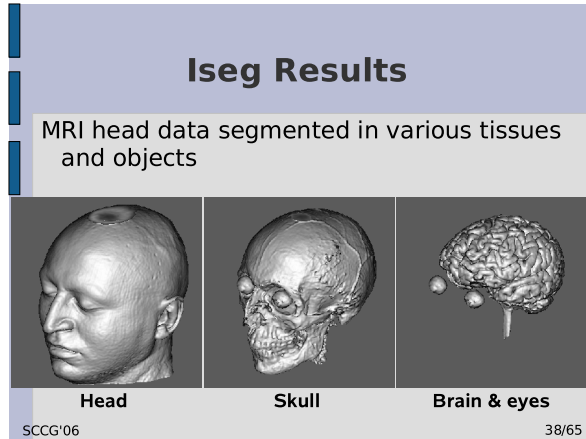 Iseg Results
MRI head data segmented in various tissues
and objects
Head
Skull
Brain & eyes
SCCG'06
38/65